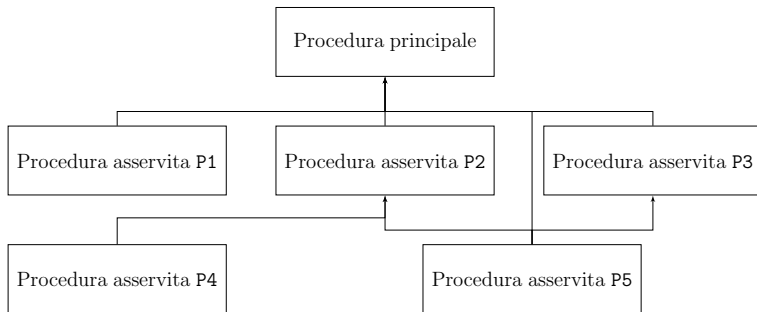 Procedura principale
Procedura asservita P1
Procedura asservita P2
Procedura asservita P3
Procedura asservita P4
Procedura asservita P5